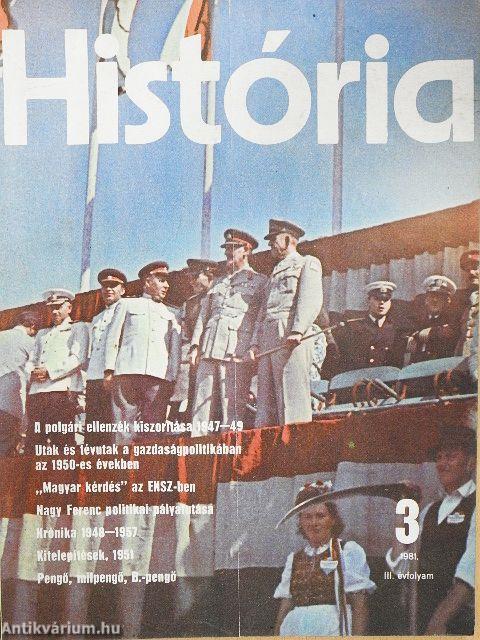 História
A polgári ellenzék kiszorítása 1947—49
Utak és tévutak a gazdaságpolitikában
az 1950-es években
„Magyar kérdés” az ENSZ-ben
Nagy Ferenc politikai pályafutása
Krónika 1948—1957
Kitelepítések, 1951
Pengő, milpengő, B.-pengő
3
1981.
III. évfolyam
Antikvárium.hu